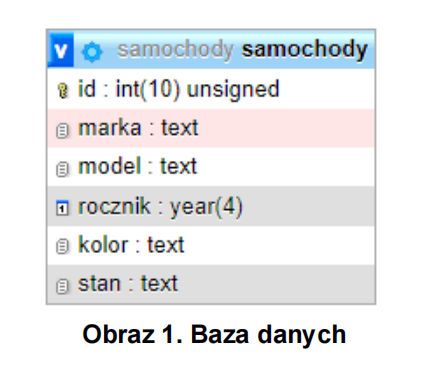 v samochody samochody
id : int(10) unsigned
marka : text
model : text
rocznik : year(4)
kolor : text
stan : text
Obraz 1. Baza danych